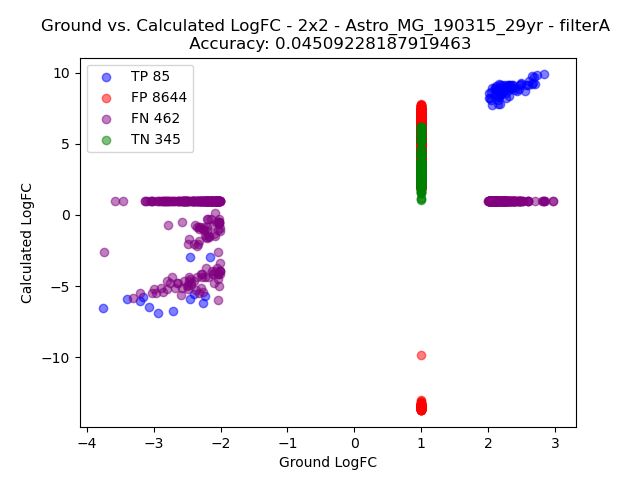 Ground vs. Calculated LogFC - 2x2 - Astro_MG_190315_29yr - filterA
Accuracy: 0.04509228187919463
TP 85
FP 8644
FN 462
TN 345
10
5
0
−5
−10
Calculated LogFC
−4
−3
−2
−1
0
1
2
3
Ground LogFC